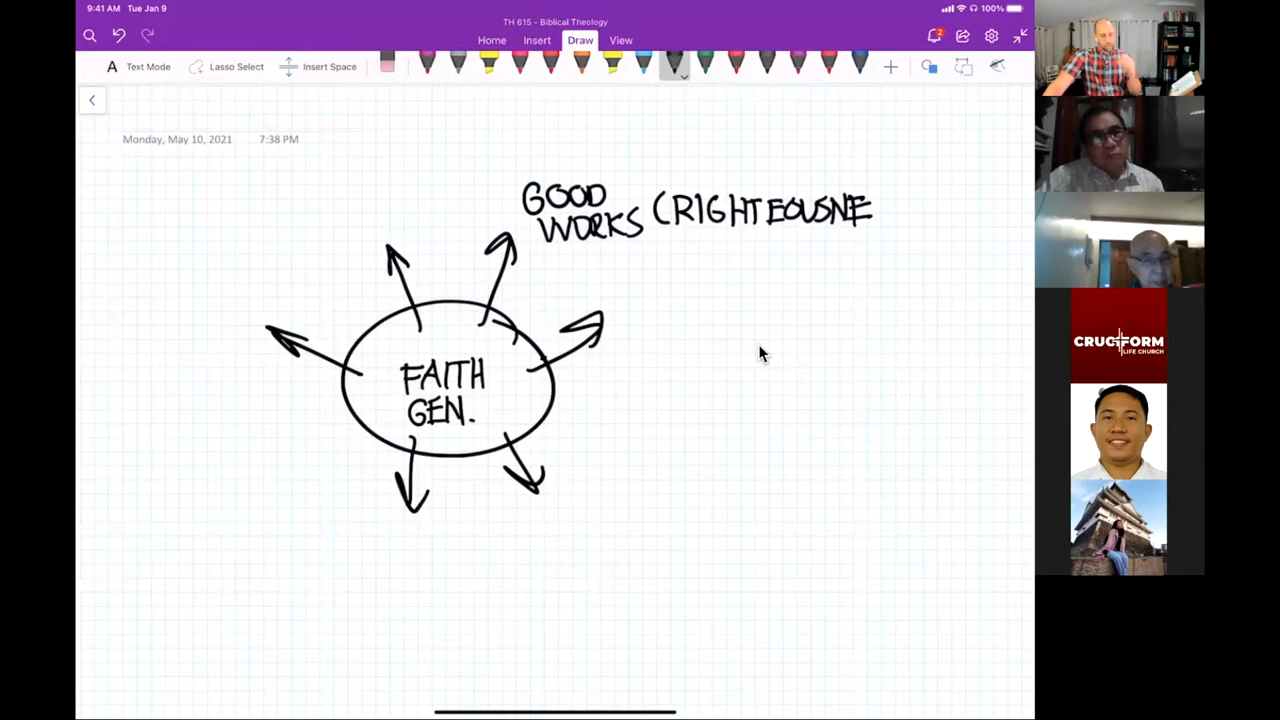 9:41 AM Tue Jan 9
100%
TH 615 - Biblical Theology
Home Insert Draw View
2
A Text Mode Lasso Select Insert Space
Monday, May 10, 2021 7:38 PM
GOOD
WORKS (RIGHTEOUSNE
FAITH
GEN.
CRUCIFORM
LIFE CHURCH